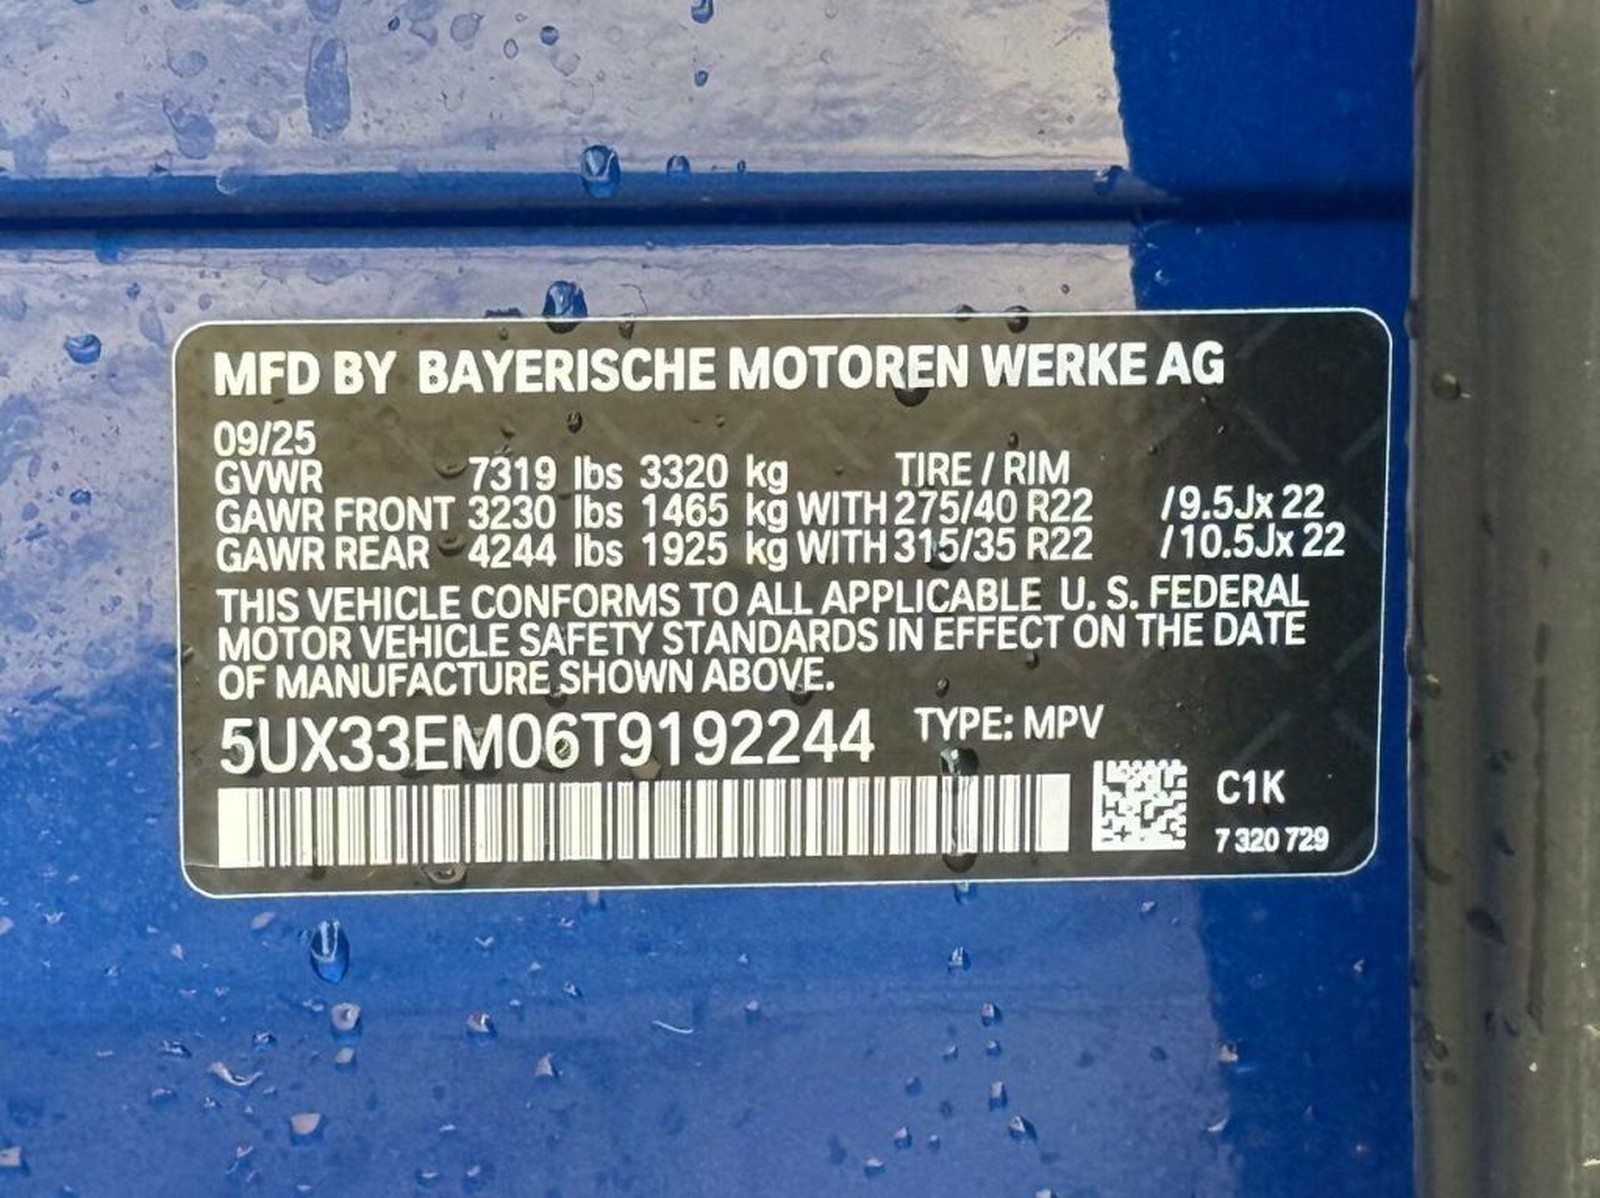 MFD BY BAYERISCHE MOTOREN WERKE AG
09/25
GVWR 7319 lbs 3320 kg TIRE / RIM
GAWR FRONT 3230 lbs 1465 kg WITH 275/40 R22 /9.5Jx 22
GAWR REAR 4244 lbs 1925 kg WITH 315/35 R22 /10.5Jx 22
THIS VEHICLE CONFORMS TO ALL APPLICABLE U. S. FEDERAL
MOTOR VEHICLE SAFETY STANDARDS IN EFFECT ON THE DATE
OF MANUFACTURE SHOWN ABOVE.
5UX33EM06T9192244 TYPE: MPV
C1K
7 320 729